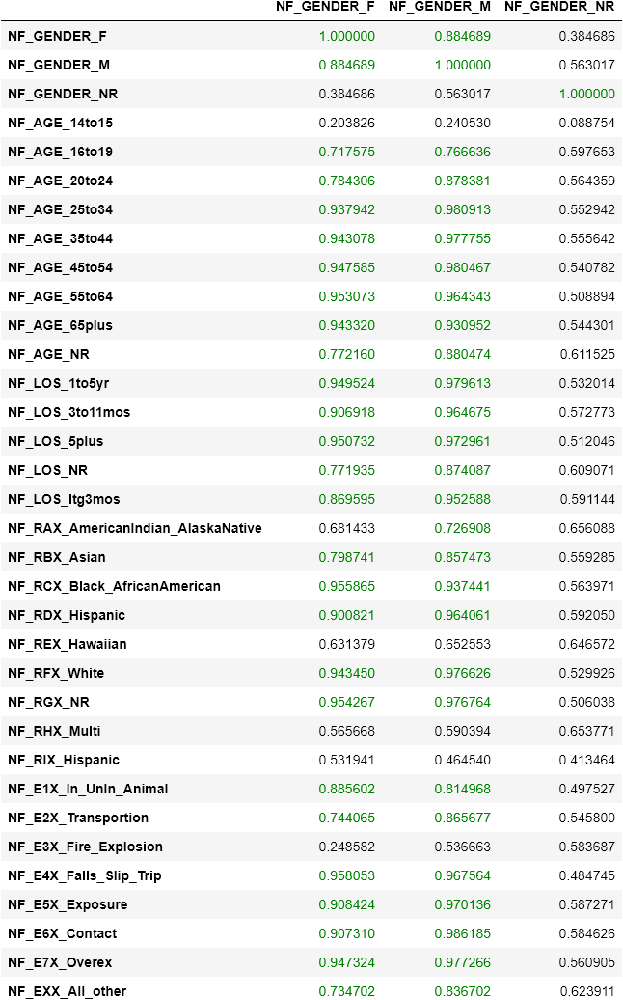 NF_GENDER_F NF_GENDER_M NF_GENDER_NR
NF_GENDER_F 1.000000 0.884689 0.384686
NF_GENDER_M 0.884689 1.000000 0.563017
NF_GENDER_NR 0.384686 0.563017 1.000000
NF_AGE_14to15 0.203826 0.240530 0.088754
NF_AGE_16to19 0.717575 0.766636 0.597653
NF_AGE_20to24 0.784306 0.878381 0.564359
NF_AGE_25to34 0.937942 0.980913 0.552942
NF_AGE_35to44 0.943078 0.977755 0.555642
NF_AGE_45to54 0.947585 0.980467 0.540782
NF_AGE_55to64 0.953073 0.964343 0.508894
NF_AGE_65plus 0.943320 0.930952 0.544301
NF_AGE_NR 0.772160 0.880474 0.611525
NF_LOS_1to5yr 0.949524 0.979613 0.532014
NF_LOS_3to11mos 0.906918 0.964675 0.572773
NF_LOS_5plus 0.950732 0.972961 0.512046
NF_LOS_NR 0.771935 0.874087 0.609071
NF_LOS_ltg3mos 0.869595 0.952588 0.591144
NF_RAX_AmericanIndian_AlaskaNative 0.681433 0.726908 0.656088
NF_RBX_Asian 0.798741 0.857473 0.559285
NF_RCX_Black_AfricanAmerican 0.955865 0.937441 0.563971
NF_RDX_Hispanic 0.900821 0.964061 0.592050
NF_REX_Hawaiian 0.631379 0.652553 0.646572
NF_RFX_White 0.943450 0.976626 0.529926
NF_RGX_NR 0.954267 0.976764 0.506038
NF_RHX_Multi 0.565668 0.590394 0.653771
NF_RIX_Hispanic 0.531941 0.464540 0.413464
NF_E1X_In_UnIn_Animal 0.885602 0.814968 0.497527
NF_E2X_Transportion 0.744065 0.865677 0.545800
NF_E3X_Fire_Explosion 0.248582 0.536663 0.583687
NF_E4X_Falls_Slip_Trip 0.958053 0.967564 0.484745
NF_E5X_Exposure 0.908424 0.970136 0.587271
NF_E6X_Contact 0.907310 0.986185 0.584626
NF_E7X_Overex 0.947324 0.977266 0.560905
NF_EXX_All_other 0.734702 0.836702 0.623911